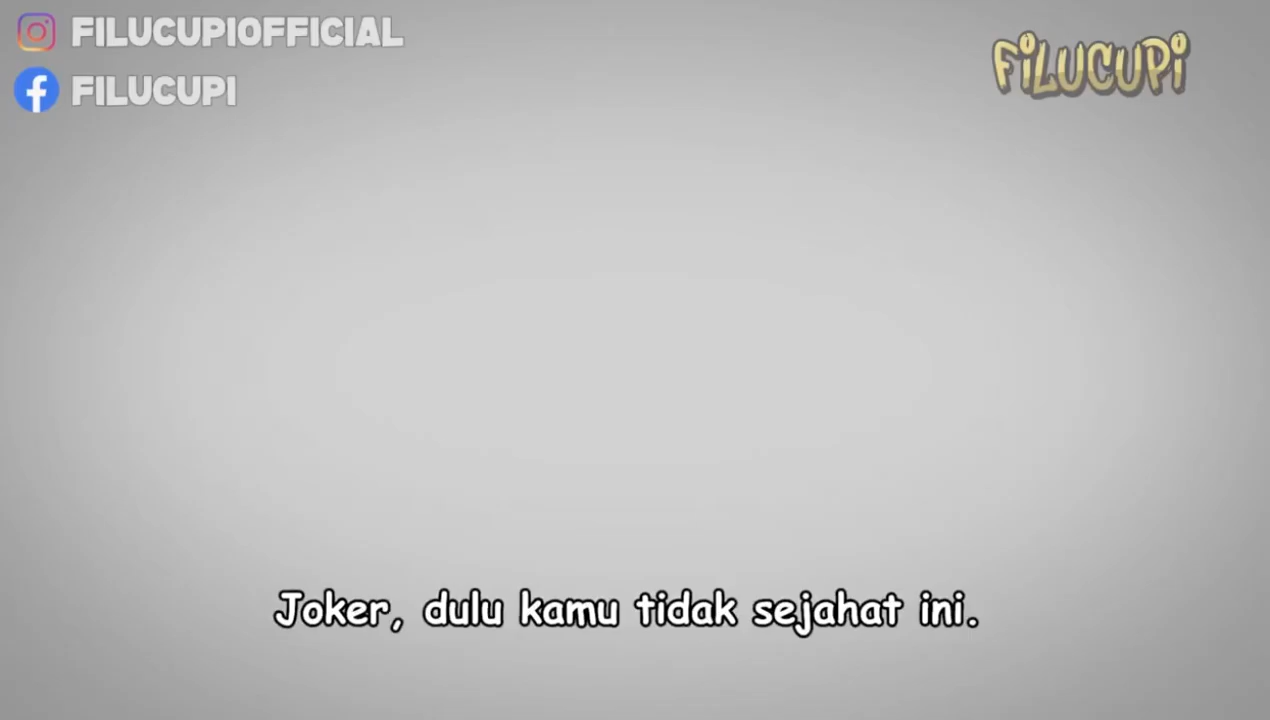 FILUCUPIOFFICIAL
FILUCUPI
FiLUCUPi
Joker, dulu kamu tidak sejahat ini.